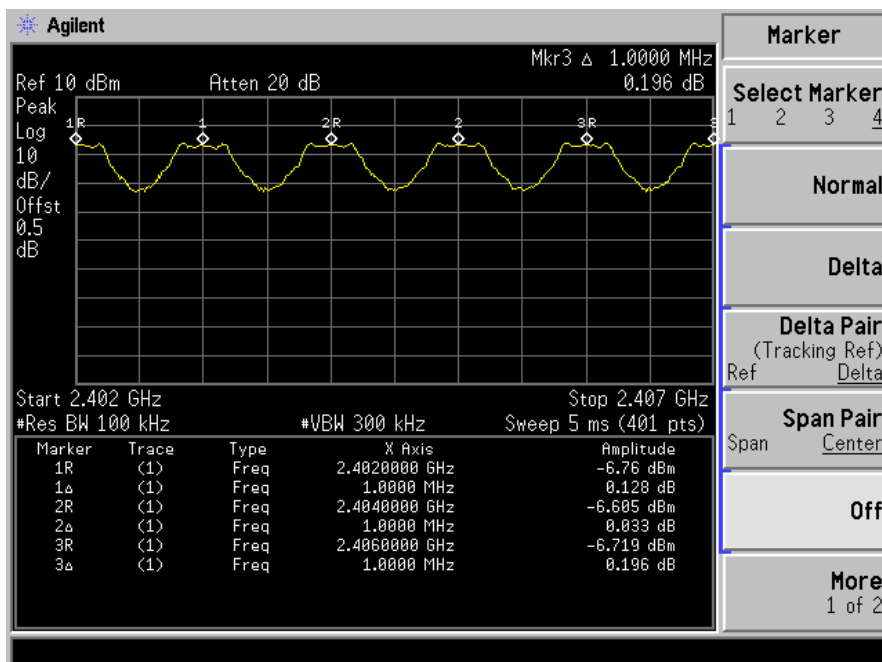 Agilent
Marker
Mkr3 Δ 1.0000 MHz
Ref 10 dBm Atten 20 dB 0.196 dB
Peak
Log
10
dB/
Offst
0.5
dB
1R 1 2R 2 3R
Start 2.402 GHz Stop 2.407 GHz
#Res BW 100 kHz #VBW 300 kHz Sweep 5 ms (401 pts)
Marker Trace Type X Axis Amplitude
1R (1) Freq 2.4020000 GHz -6.76 dBm
1Δ (1) Freq 1.0000 MHz 0.128 dB
2R (1) Freq 2.4040000 GHz -6.605 dBm
2Δ (1) Freq 1.0000 MHz 0.033 dB
3R (1) Freq 2.4060000 GHz -6.719 dBm
3Δ (1) Freq 1.0000 MHz 0.196 dB
Select Marker
1 2 3 4
Normal
Delta
Delta Pair
(Tracking Ref)
Ref Delta
Span Pair
Span Center
Off
More
1 of 2